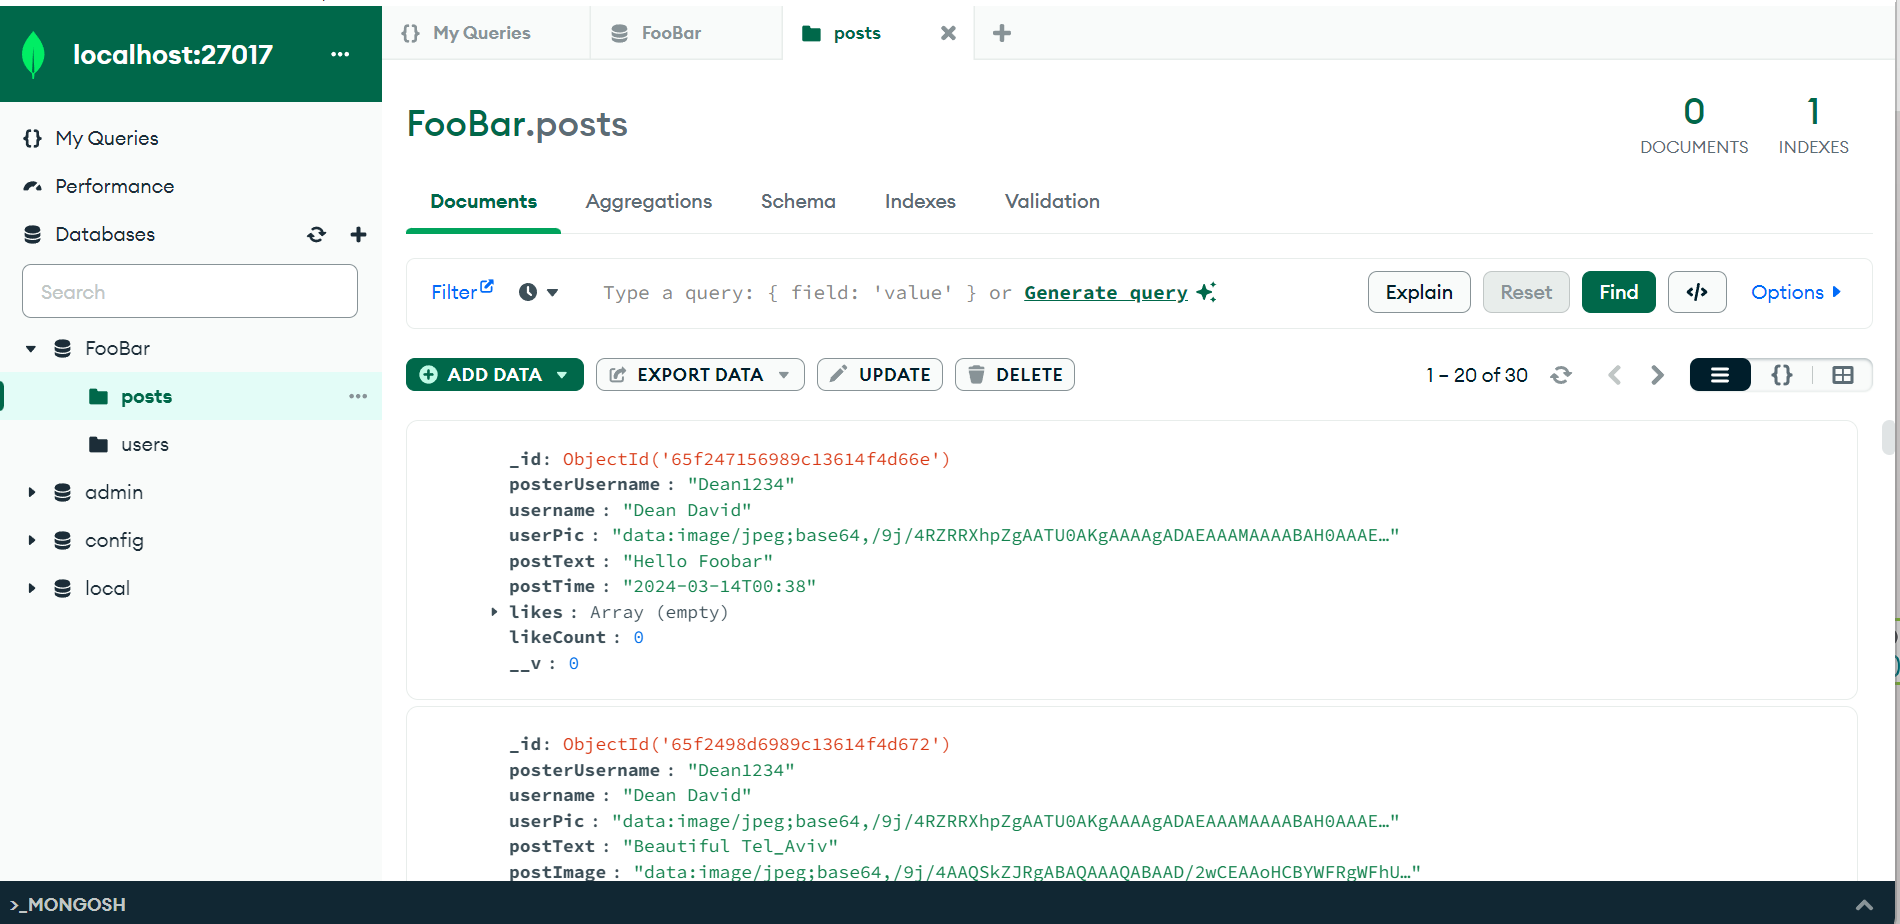 localhost:27017
My Queries
Performance
Databases
Search
FooBar
posts
users
admin
config
local
My Queries
FooBar
posts
FooBar.posts
0
DOCUMENTS
1
INDEXES
Documents
Aggregations
Schema
Indexes
Validation
Filter
Type a query: { field: 'value' } or Generate query
Explain
Reset
Find
</>
Options
ADD DATA
EXPORT DATA
UPDATE
DELETE
1 – 20 of 30
{}
_id: ObjectId('65f247156989c13614f4d66e')
posterUsername : "Dean1234"
username : "Dean David"
userPic : "data:image/jpeg;base64,/9j/4RZRRXhpZgAATU0AKgAAAAgADAEAAAMAAAABAH0AAAE…"
postText : "Hello Foobar"
postTime : "2024-03-14T00:38"
likes : Array (empty)
likeCount : 0
__v : 0
_id: ObjectId('65f2498d6989c13614f4d672')
posterUsername : "Dean1234"
username : "Dean David"
userPic : "data:image/jpeg;base64,/9j/4RZRRXhpZgAATU0AKgAAAAgADAEAAAMAAAABAH0AAAE…"
postText : "Beautiful Tel_Aviv"
postImage : "data:image/jpeg;base64,/9j/4AAQSkZJRgABAQAAAQABAAD/2wCEAAoHCBYWFRgWFhU…"
>_MONGOSH